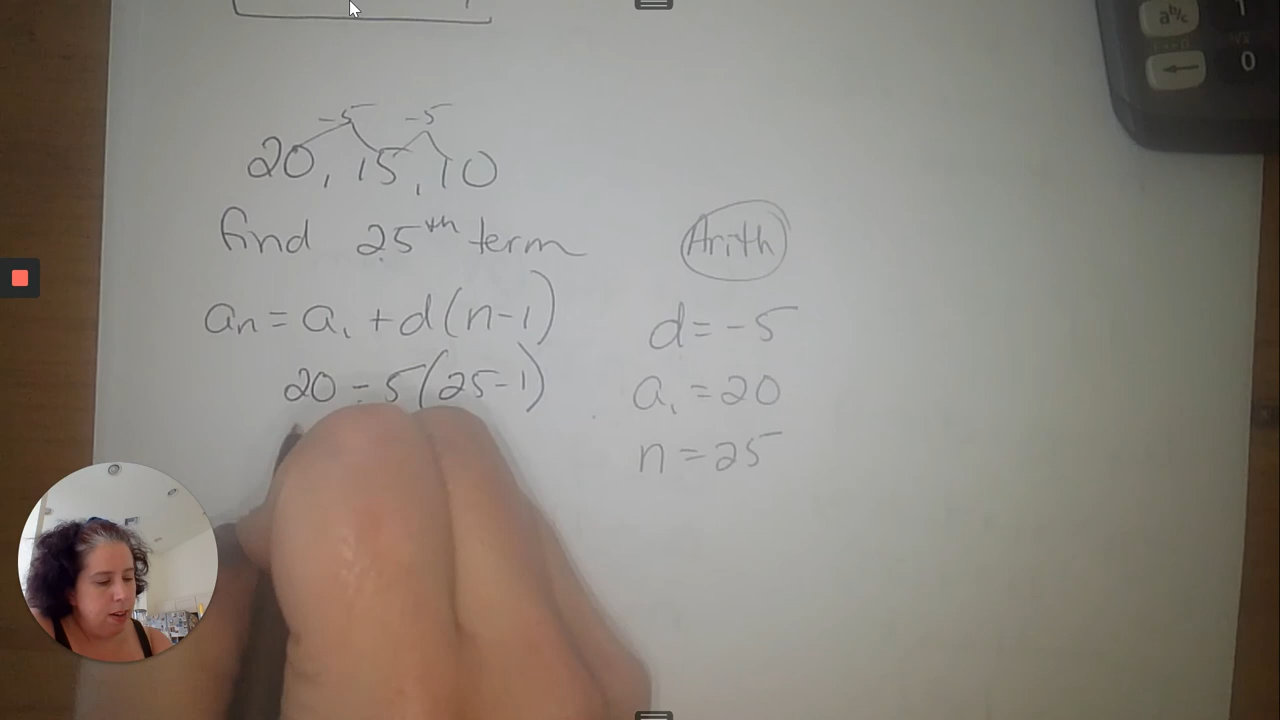 a b/c
1
0
-5 -5
20, 15, 10
find 25th term
Arith
an = a1 + d(n-1)
d = -5
20 - 5(25-1)
a1 = 20
n = 25